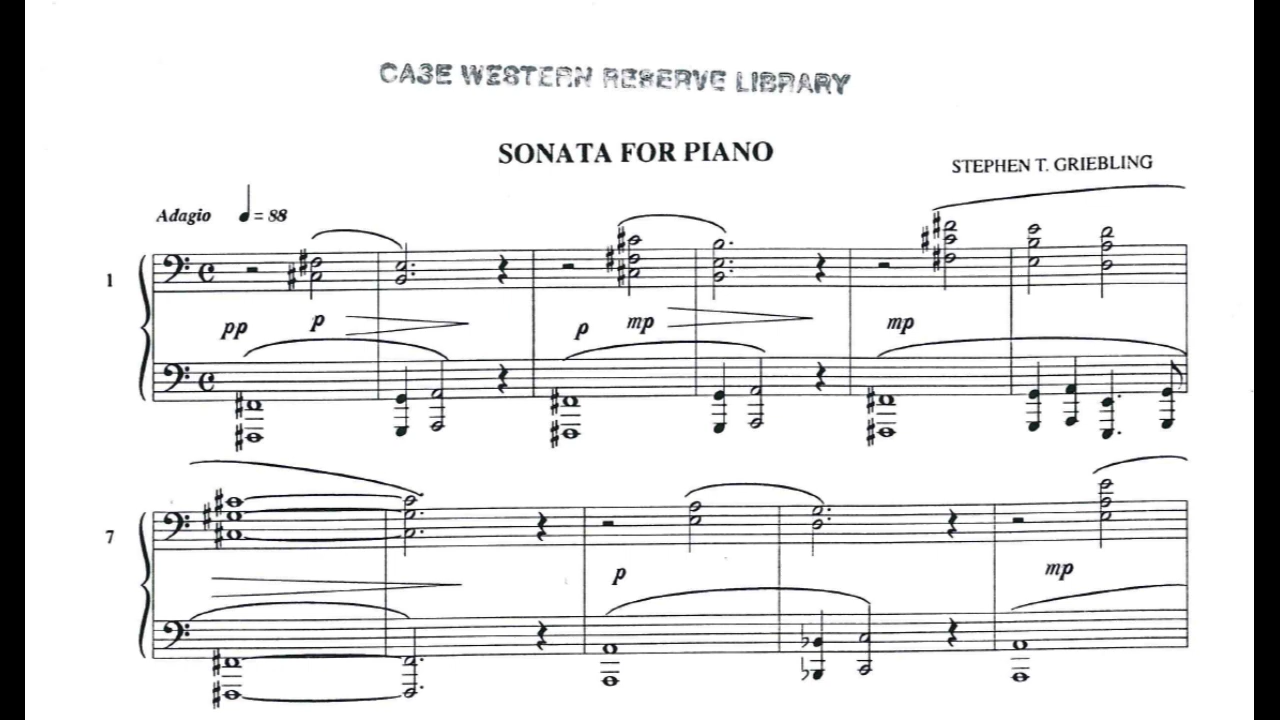 CASE WESTERN RESERVE LIBRARY
SONATA FOR PIANO
STEPHEN T. GRIEBLING
Adagio ♩ = 88
1
pp p p mp mp
7
p mp